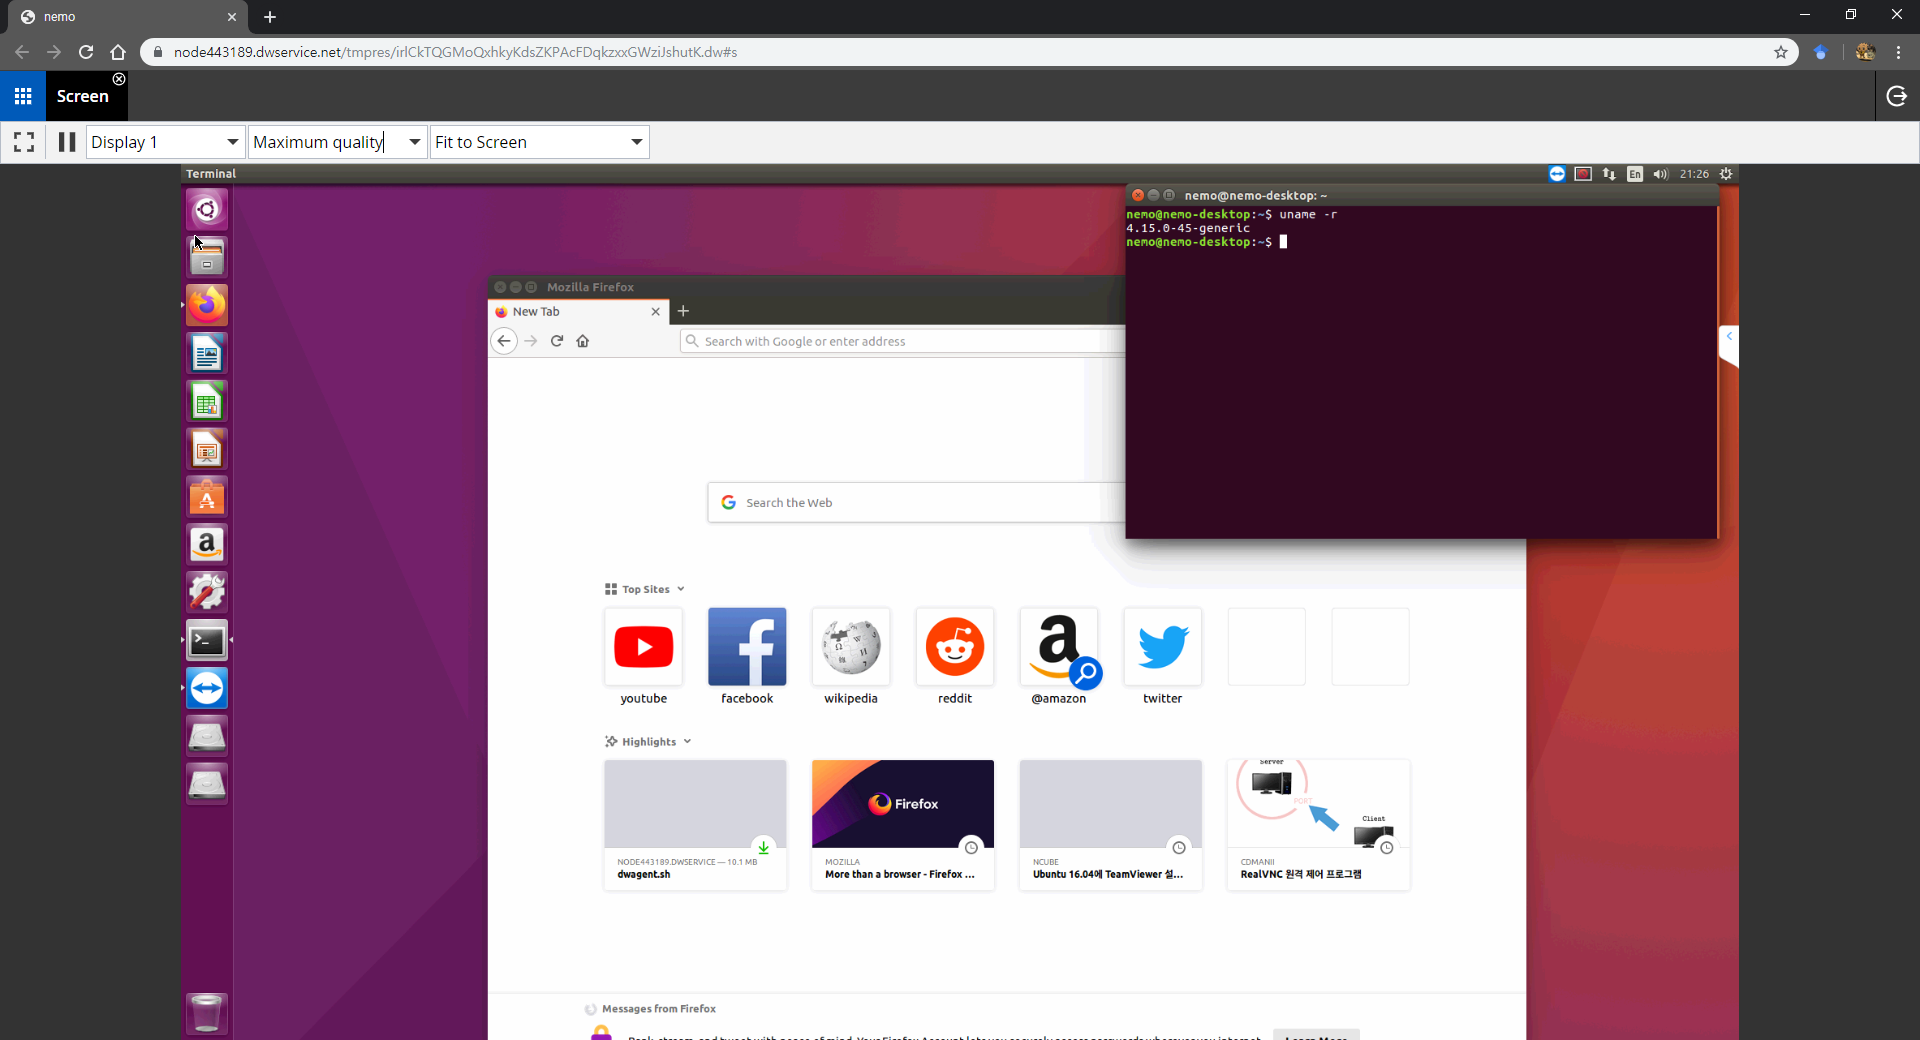 nemo
node443189.dwservice.net/tmpres/irlCkTQGMoQxhkyKdsZKPAcFDqkzxxGWziJshutK.dw#s
Screen
Display 1
Maximum quality
Fit to Screen
Terminal
En
21:26
nemo@nemo-desktop: ~
nemo@nemo-desktop:~$ uname -r
4.15.0-45-generic
nemo@nemo-desktop:~$
Mozilla Firefox
New Tab
Search with Google or enter address
Search the Web
Top Sites
youtube
facebook
wikipedia
reddit
@amazon
twitter
Highlights
NODE443189.DWSERVICE — 10.1 MB
dwagent.sh
Firefox
MOZILLA
More than a browser - Firefox ...
NCUBE
Ubuntu 16.04에 TeamViewer 설...
Server
PORT
Client
CDMANII
RealVNC 원격 제어 프로그램
Messages from Firefox